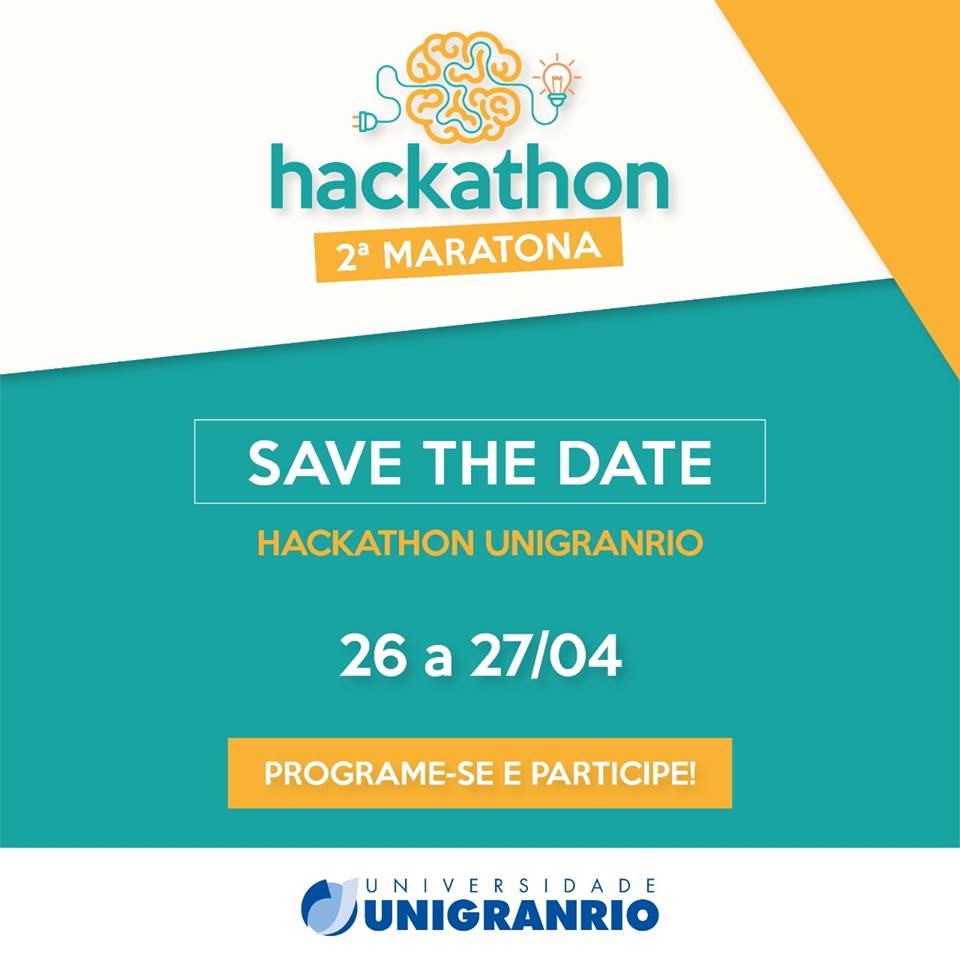 hackathon
2ª MARATONA
SAVE THE DATE
HACKATHON UNIGRANRIO
26 a 27/04
PROGRAME-SE E PARTICIPE!
UNIVERSIDADE
UNIGRANRIO